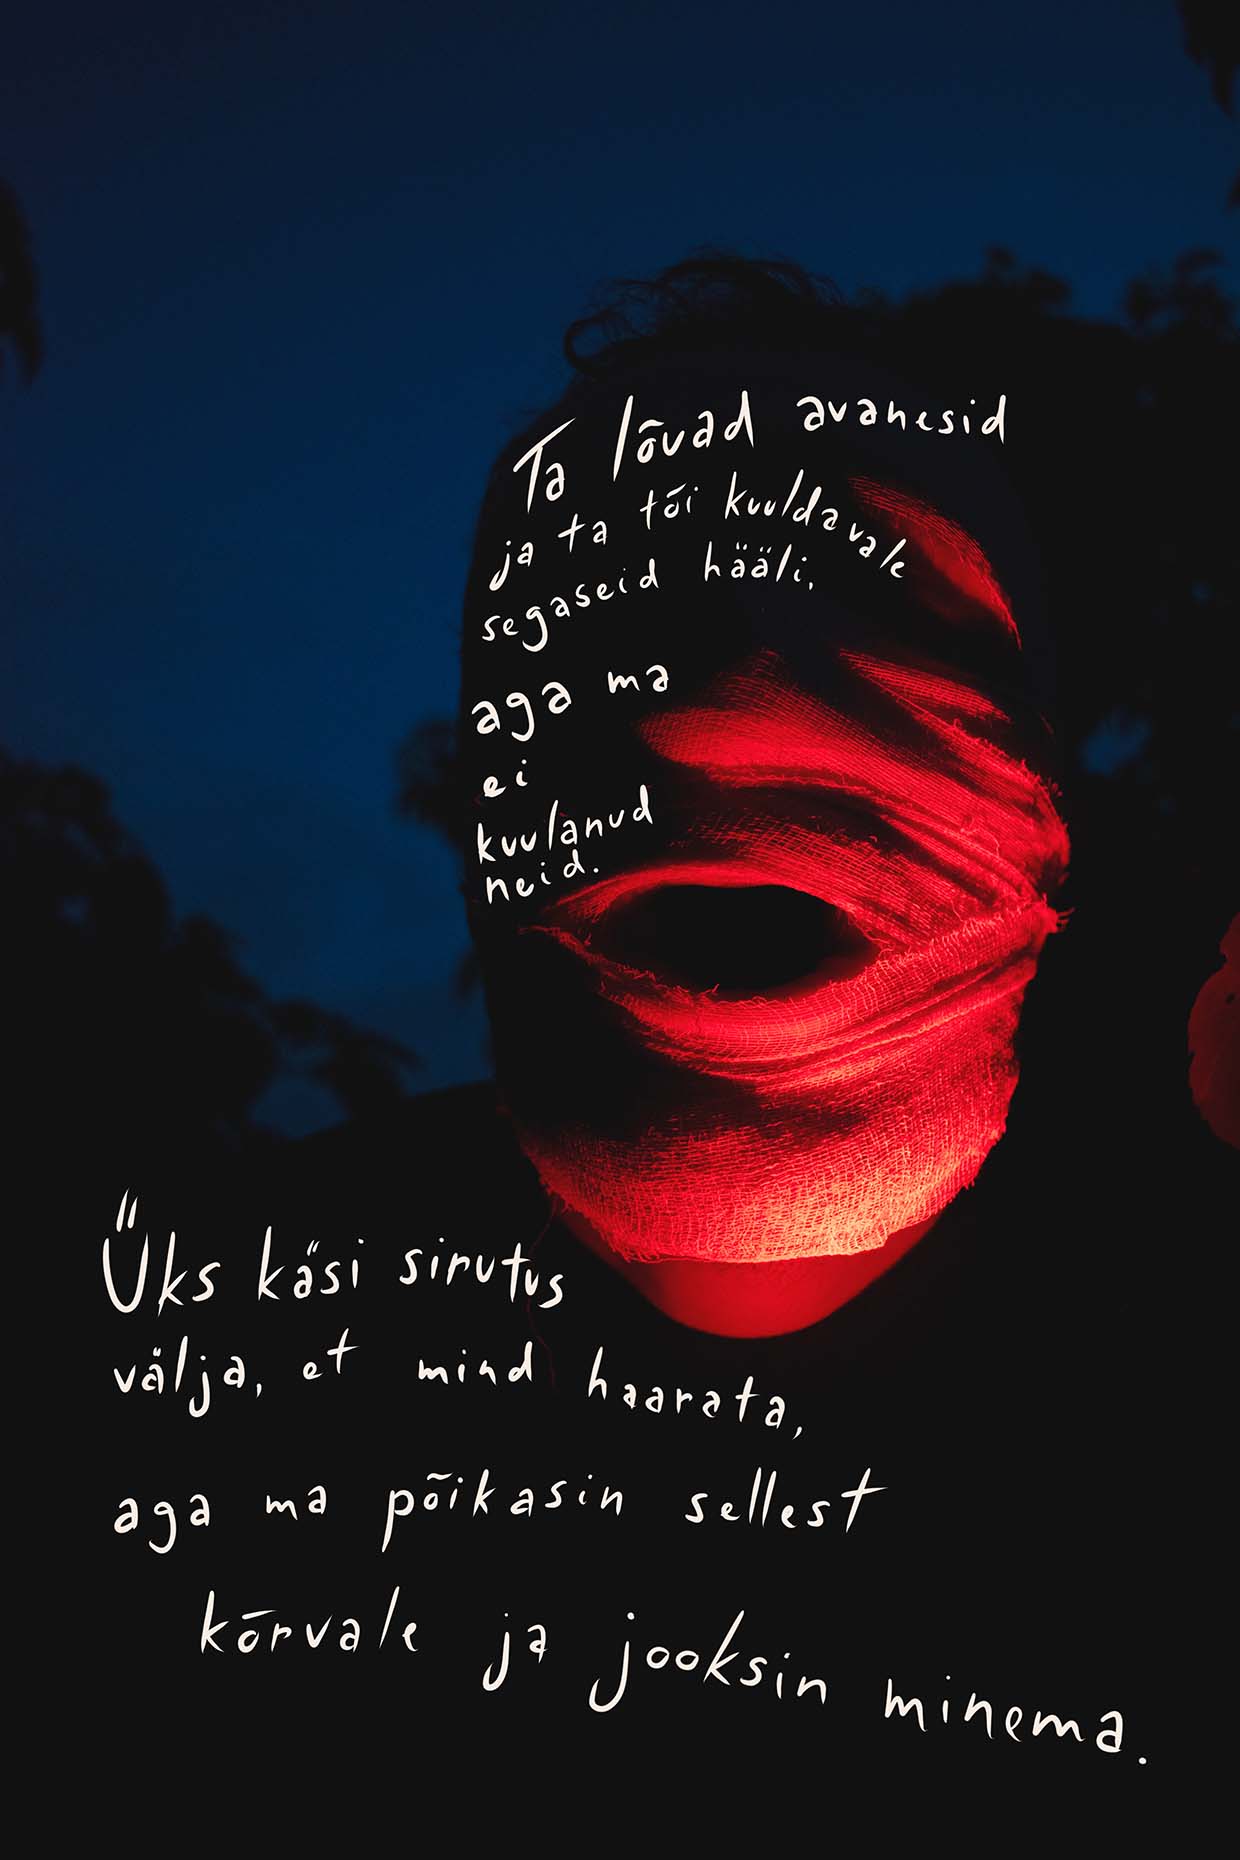 Ta lõvad avanesid
ja ta tõi kuuldavale
segaseid hääli,
aga ma
ei
kuulanud
neid.
Üks käsi sirutus
välja, et mind haarata,
aga ma põikasin sellest
kõrvale ja jooksin minema.